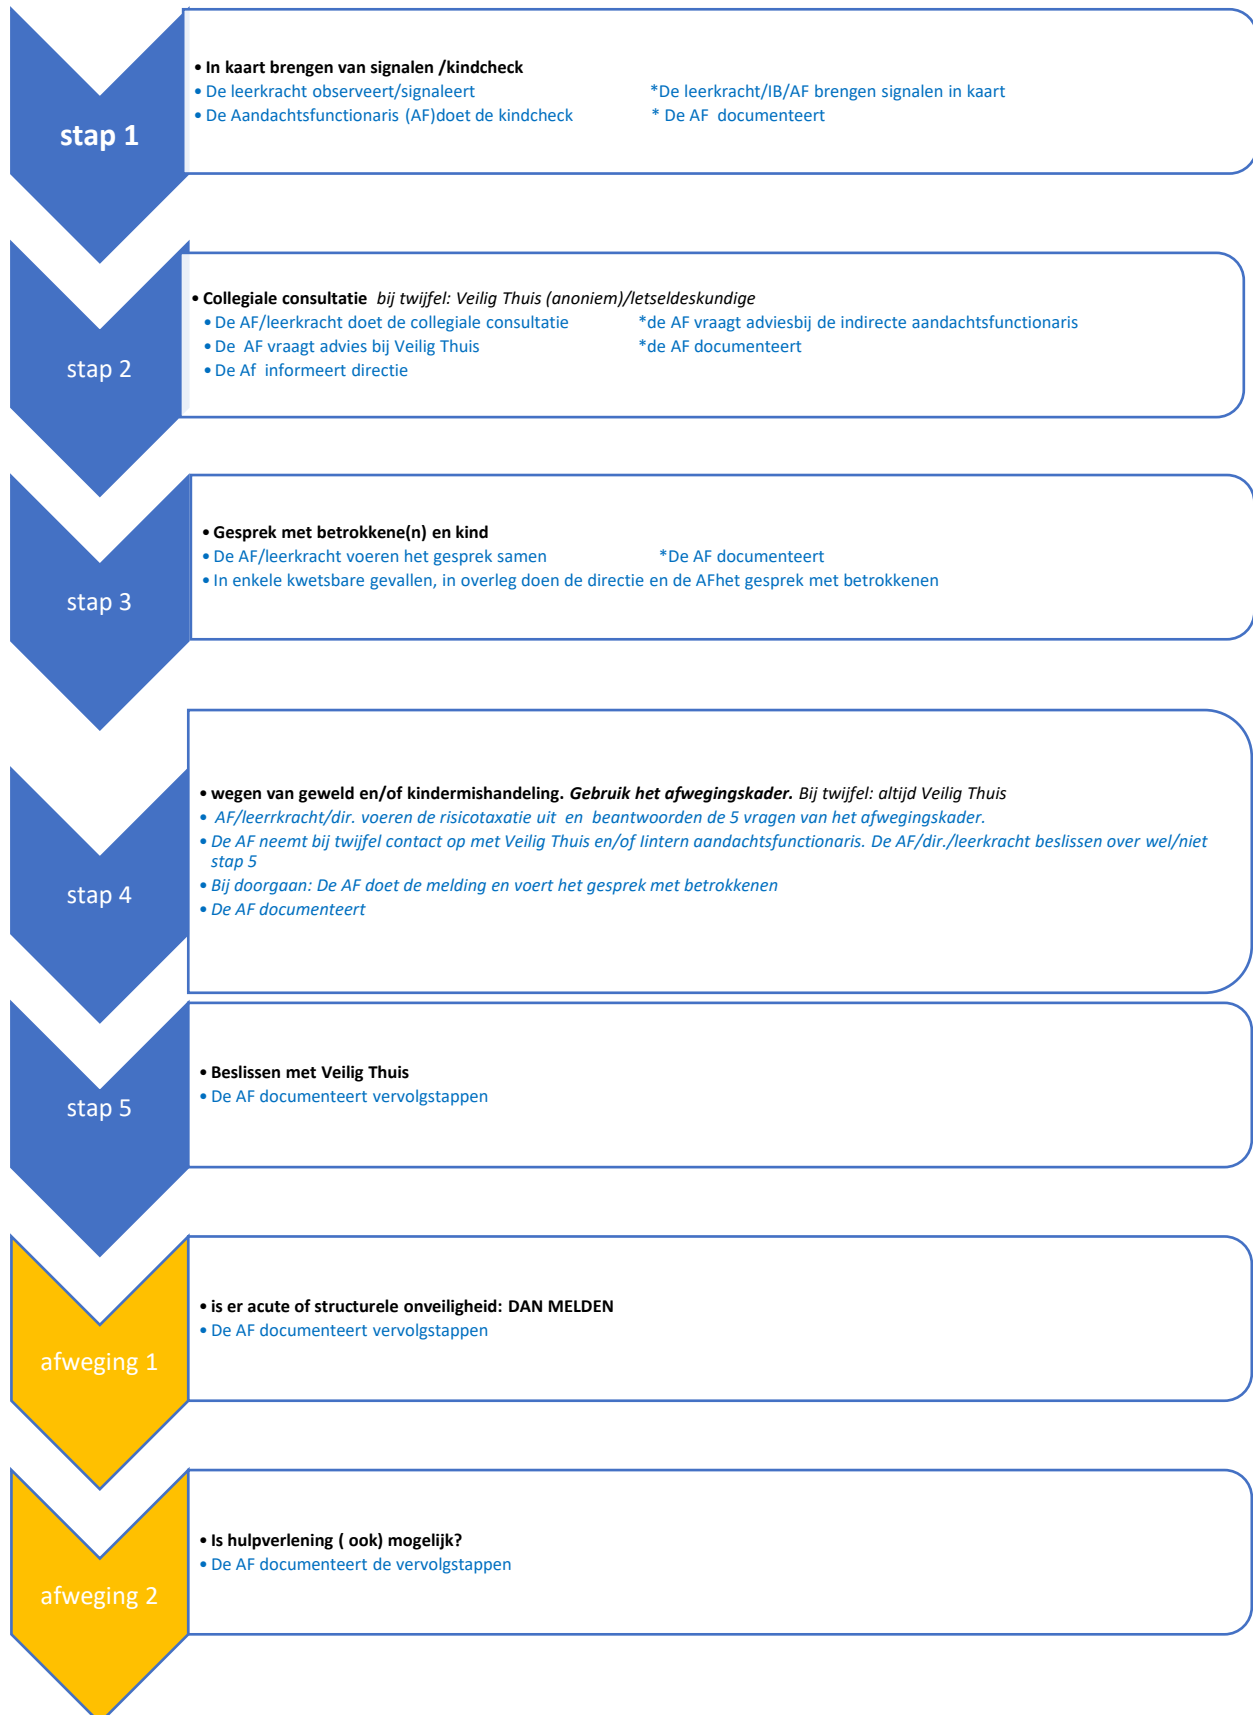 stap 1
• In kaart brengen van signalen /kindcheck
• De leerkracht observeert/signaleert *De leerkracht/IB/AF brengen signalen in kaart
• De Aandachtsfunctionaris (AF)doet de kindcheck * De AF documenteert
stap 2
• Collegiale consultatie bij twijfel: Veilig Thuis (anoniem)/letseldeskundige
• De AF/leerkracht doet de collegiale consultatie *de AF vraagt adviesbij de indirecte aandachtsfunctionaris
• De AF vraagt advies bij Veilig Thuis *de AF documenteert
• De Af informeert directie
stap 3
• Gesprek met betrokkene(n) en kind
• De AF/leerkracht voeren het gesprek samen *De AF documenteert
• In enkele kwetsbare gevallen, in overleg doen de directie en de AFhet gesprek met betrokkenen
stap 4
• wegen van geweld en/of kindermishandeling. Gebruik het afwegingskader. Bij twijfel: altijd Veilig Thuis
• AF/leerrkracht/dir. voeren de risicotaxatie uit en beantwoorden de 5 vragen van het afwegingskader.
• De AF neemt bij twijfel contact op met Veilig Thuis en/of Iintern aandachtsfunctionaris. De AF/dir./leerkracht beslissen over wel/niet
stap 5
• Bij doorgaan: De AF doet de melding en voert het gesprek met betrokkenen
• De AF documenteert
stap 5
• Beslissen met Veilig Thuis
• De AF documenteert vervolgstappen
afweging 1
• is er acute of structurele onveiligheid: DAN MELDEN
• De AF documenteert vervolgstappen
afweging 2
• Is hulpverlening ( ook) mogelijk?
• De AF documenteert de vervolgstappen